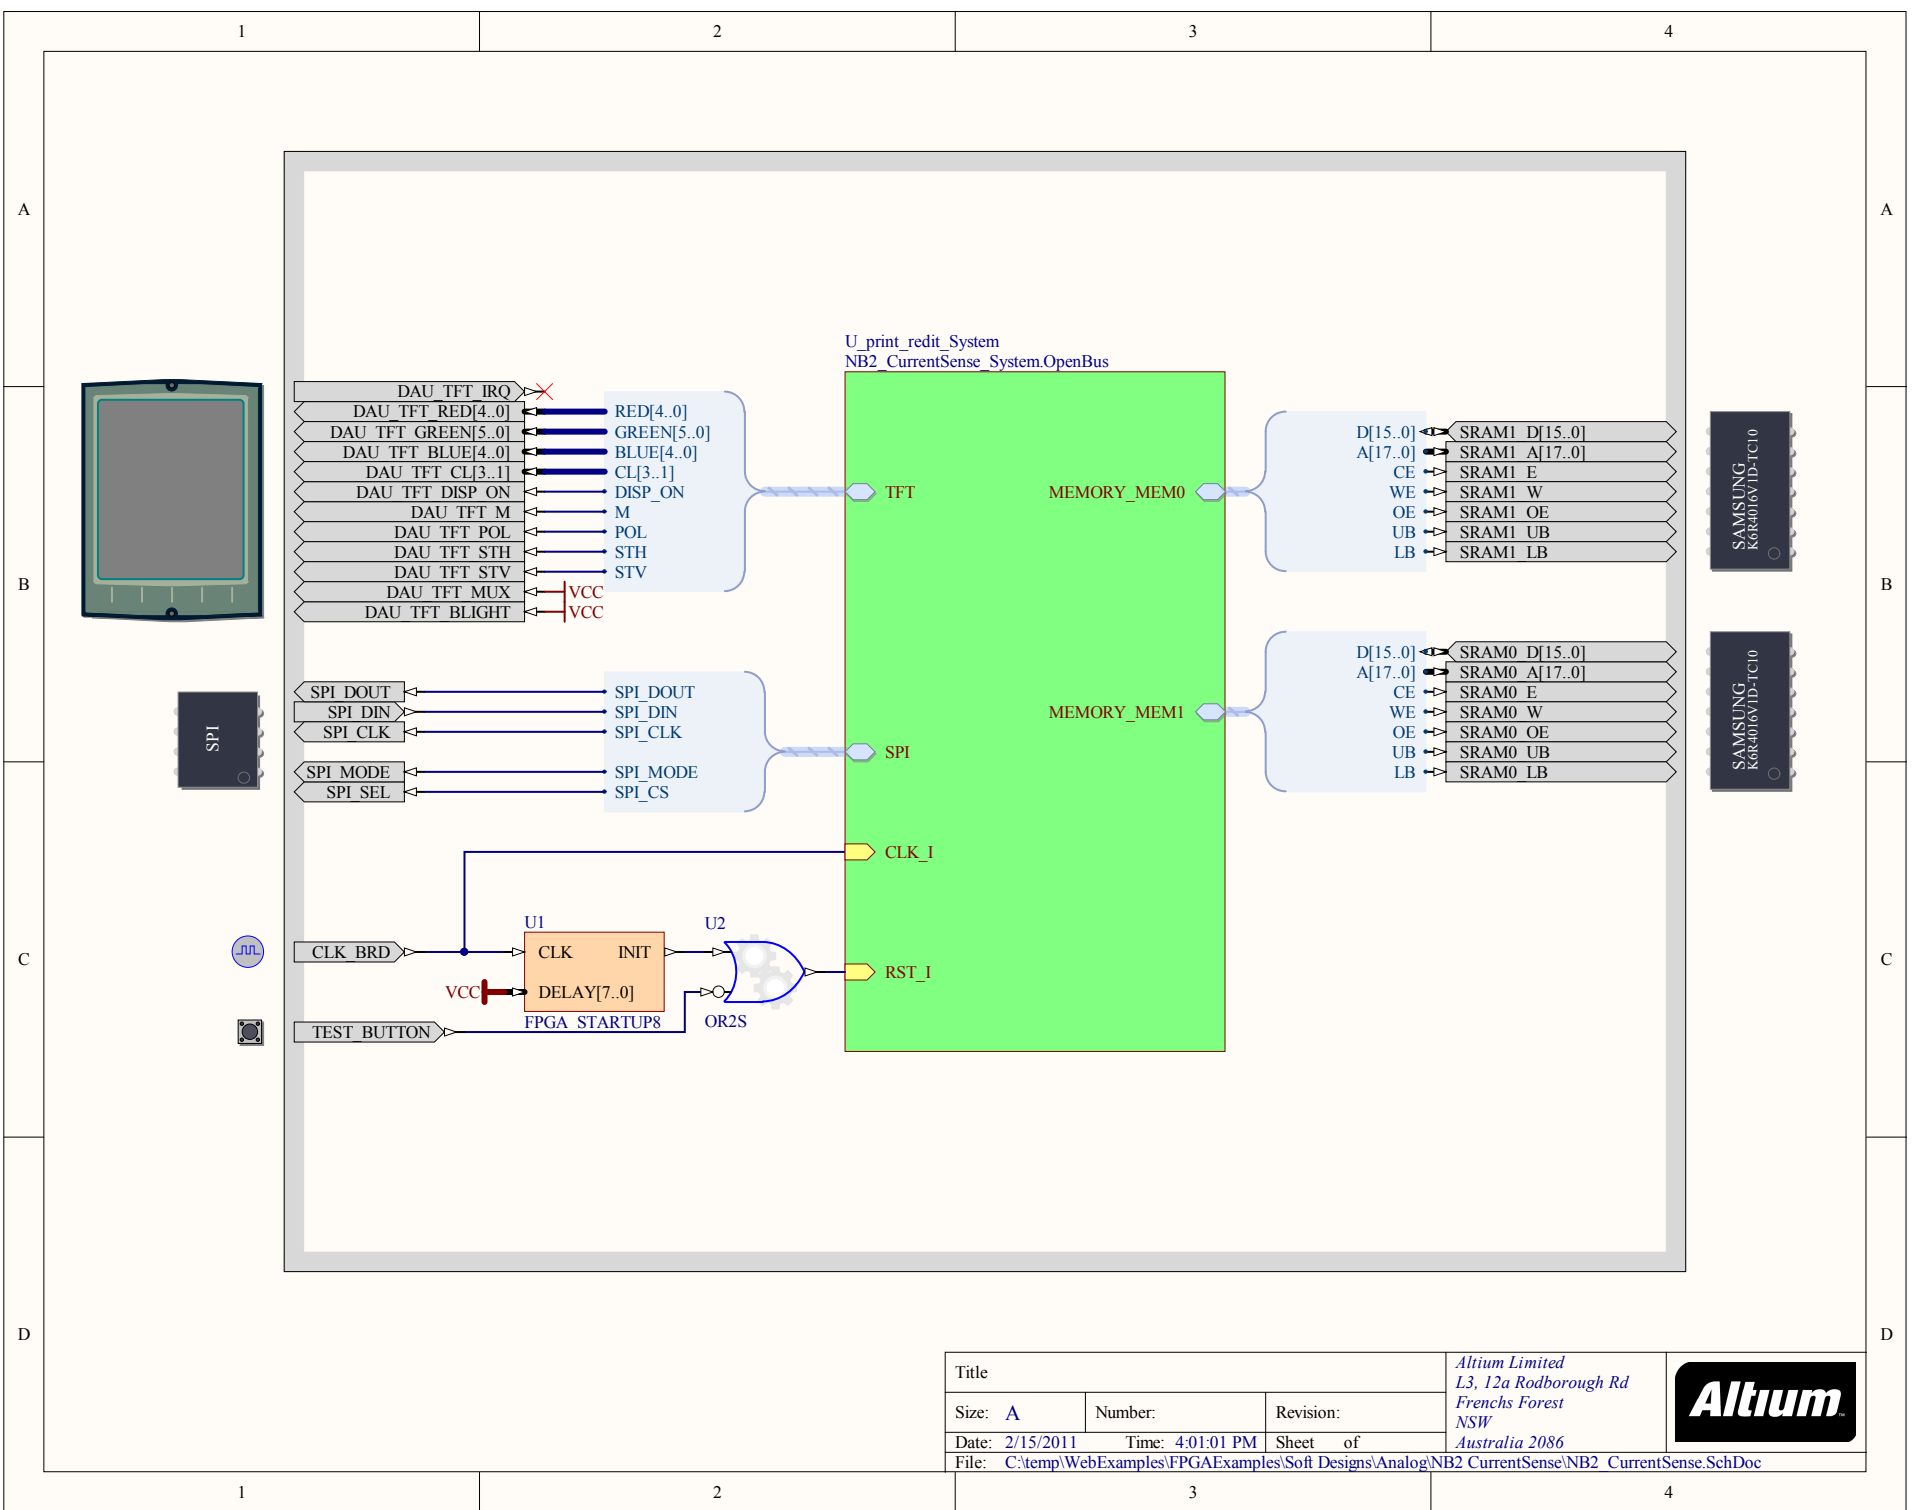 1 2 3 4
A A
U_print_redit_System
NB2_CurrentSense_System.OpenBus
DAU_TFT_IRQ
DAU_TFT_RED[4..0] RED[4..0]
DAU_TFT_GREEN[5..0] GREEN[5..0]
DAU_TFT_BLUE[4..0] BLUE[4..0]
DAU_TFT_CL[3..1] CL[3..1]
DAU_TFT_DISP_ON DISP_ON
DAU_TFT_M M
DAU_TFT_POL POL
DAU_TFT_STH STH
DAU_TFT_STV STV
DAU_TFT_MUX VCC
DAU_TFT_BLIGHT VCC
TFT
MEMORY_MEM0
D[15..0] SRAM1_D[15..0]
A[17..0] SRAM1_A[17..0]
CE SRAM1_E
WE SRAM1_W
OE SRAM1_OE
UB SRAM1_UB
LB SRAM1_LB
SAMSUNG
K6R4016V1D-TC10
B B
SPI
SPI_DOUT SPI_DOUT
SPI_DIN SPI_DIN
SPI_CLK SPI_CLK
SPI_MODE SPI_MODE
SPI_SEL SPI_CS
SPI
MEMORY_MEM1
D[15..0] SRAM0_D[15..0]
A[17..0] SRAM0_A[17..0]
CE SRAM0_E
WE SRAM0_W
OE SRAM0_OE
UB SRAM0_UB
LB SRAM0_LB
SAMSUNG
K6R4016V1D-TC10
CLK_I
U1 U2
C CLK_BRD CLK INIT C
RST_I
VCC DELAY[7..0]
FPGA_STARTUP8 OR2S
TEST_BUTTON
D D
Title
Size: A Number: Revision:
Date: 2/15/2011 Time: 4:01:01 PM Sheet of
File: C:\temp\WebExamples\FPGAExamples\Soft Designs\Analog\NB2 CurrentSense\NB2_CurrentSense.SchDoc
Altium Limited
L3, 12a Rodborough Rd
Frenchs Forest
NSW
Australia 2086
Altium
1 2 3 4